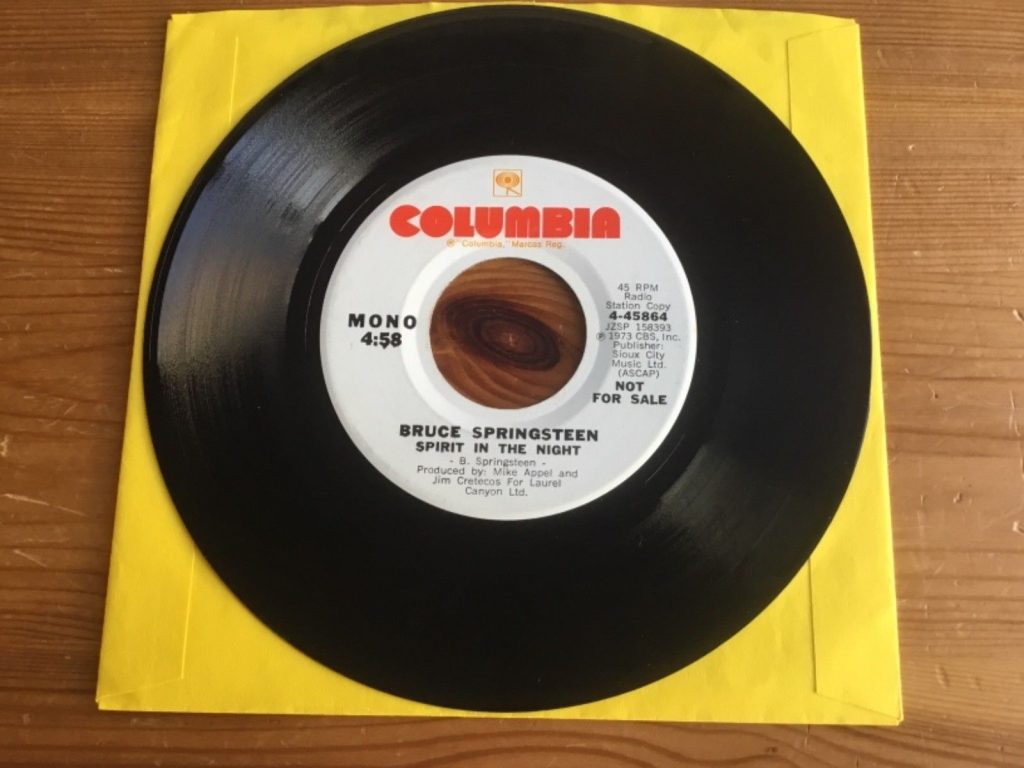 COLUMBIA
® "Columbia," Marcas Reg.
MONO
4:58
45 RPM
Radio
Station Copy
4-45864
JZSP 158393
℗ 1973 CBS, Inc.
Publisher:
Sioux City
Music Ltd.
(ASCAP)
NOT
FOR SALE
BRUCE SPRINGSTEEN
SPIRIT IN THE NIGHT
- B. Springsteen -
Produced by: Mike Appel and
Jim Cretecos For Laurel
Canyon Ltd.